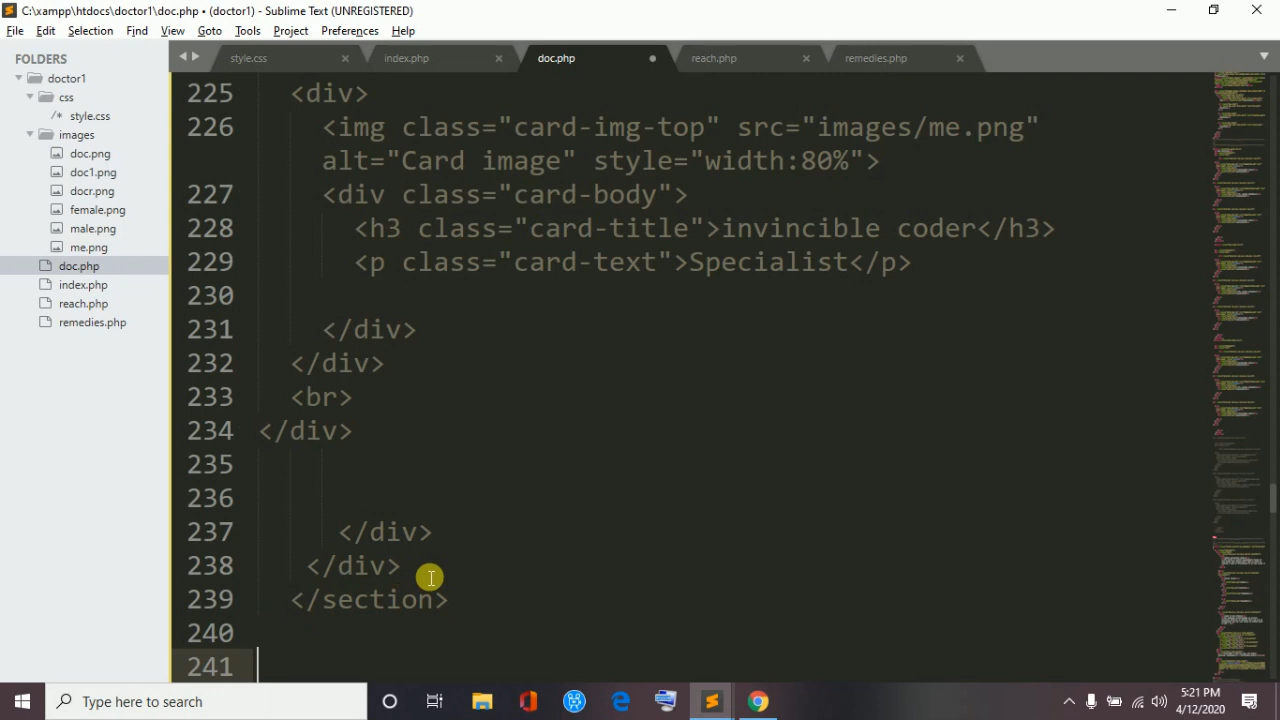 C:\xampp\htdocs\doctor1\doc.php • (doctor1) - Sublime Text (UNREGISTERED)
File Edit Selection Find View Goto Tools Project Preferences Help
FOLDERS
doctor1
css
/* style.css
images
doc.png
doc1.png
docr.png
female.png
male.png
me.png
doc.php
index.php
reach.php
remedies.php
style.css index.php doc.php reach.php remedies.php
225 <div>
226 <img class="card-img-top" src="images/me.png"
alt="Card image" style="width:80%">
227 <div class="card-body">
228 <h3 class="card-title">invincible coder</h3>
229 <p class="card-text">Specialist</p>
230
231 </div>
232 </div>
233 <br>
234 </div>
235
236
237 </div>
238 </div>
239 </section>
240
241
Type here to search
5:21 PM
4/12/2020